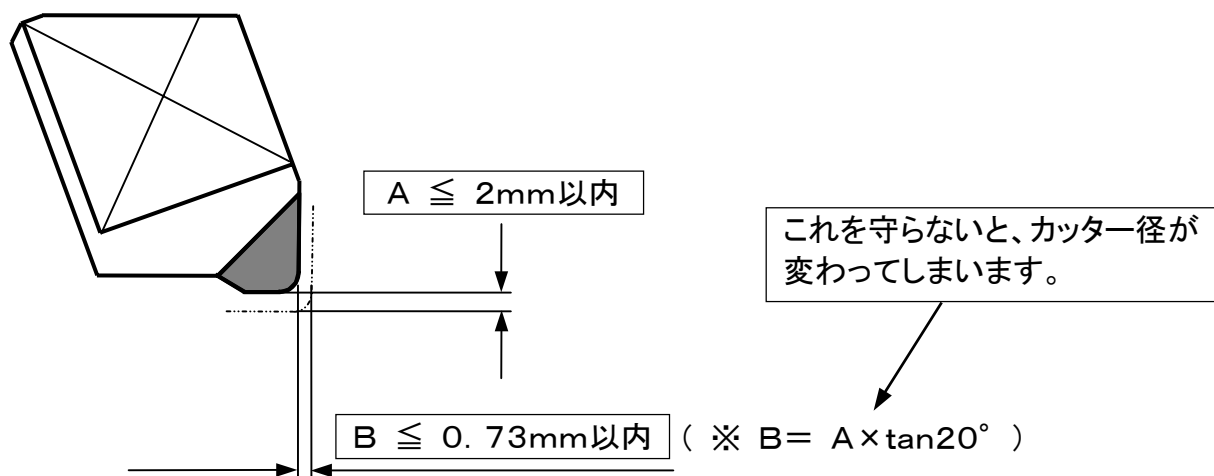 A ≦ 2mm以内
これを守らないと、カッター径が
変わってしまいます。
B ≦ 0. 73mm以内 ( ※ B= A×tan20° )